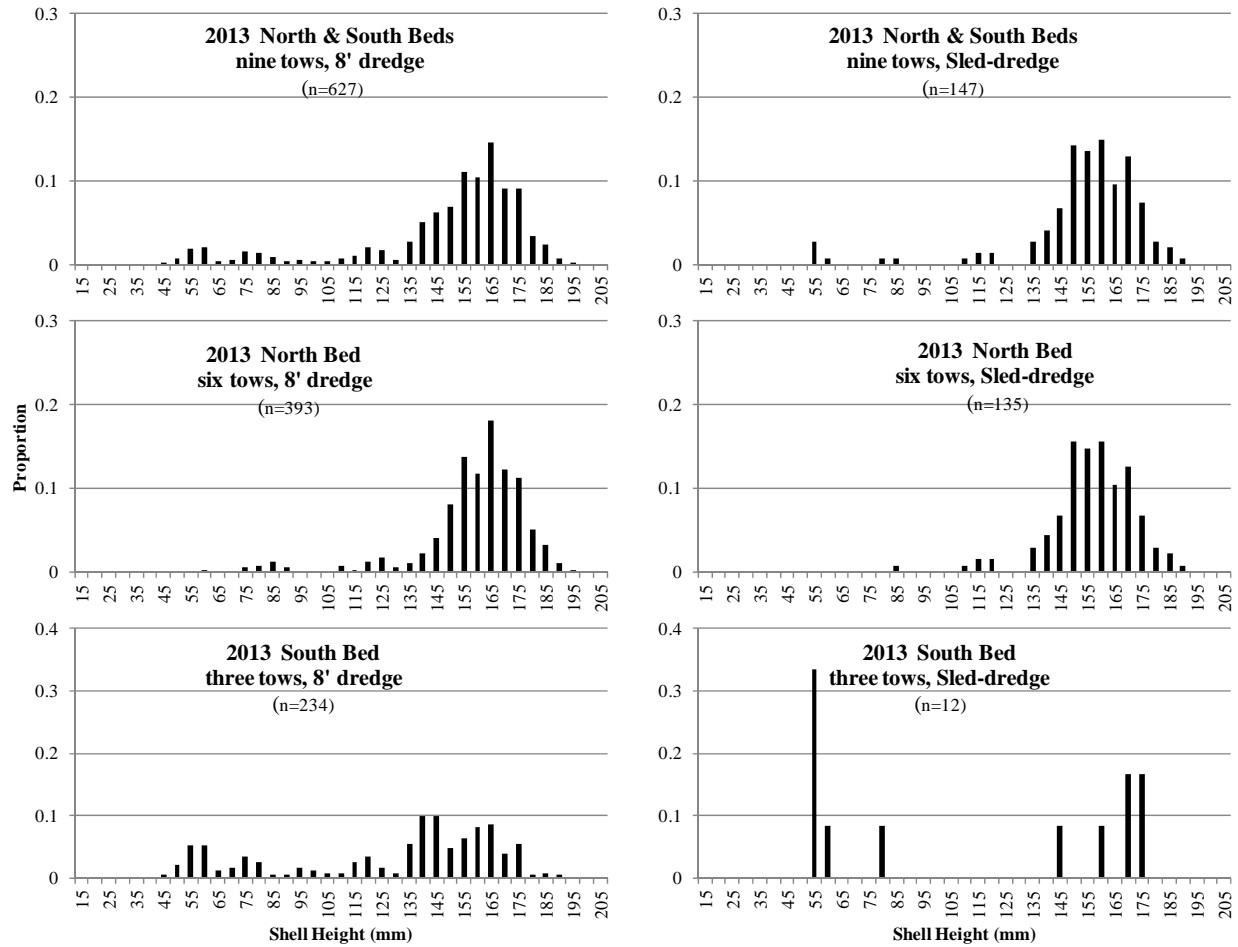 2013 North & South Beds
nine tows, 8' dredge
(n=627)
0.3
0.2
0.1
0
15 25 35 45 55 65 75 85 95 105 115 125 135 145 155 165 175 185 195 205
2013 North & South Beds
nine tows, Sled-dredge
(n=147)
0.3
0.2
0.1
0
15 25 35 45 55 65 75 85 95 105 115 125 135 145 155 165 175 185 195 205
2013 North Bed
six tows, 8' dredge
(n=393)
0.3
0.2
0.1
0
Proportion
15 25 35 45 55 65 75 85 95 105 115 125 135 145 155 165 175 185 195 205
2013 North Bed
six tows, Sled-dredge
(n=135)
0.3
0.2
0.1
0
15 25 35 45 55 65 75 85 95 105 115 125 135 145 155 165 175 185 195 205
2013 South Bed
three tows, 8' dredge
(n=234)
0.4
0.3
0.2
0.1
0
15 25 35 45 55 65 75 85 95 105 115 125 135 145 155 165 175 185 195 205
Shell Height (mm)
2013 South Bed
three tows, Sled-dredge
(n=12)
0.4
0.3
0.2
0.1
0
15 25 35 45 55 65 75 85 95 105 115 125 135 145 155 165 175 185 195 205
Shell Height (mm)